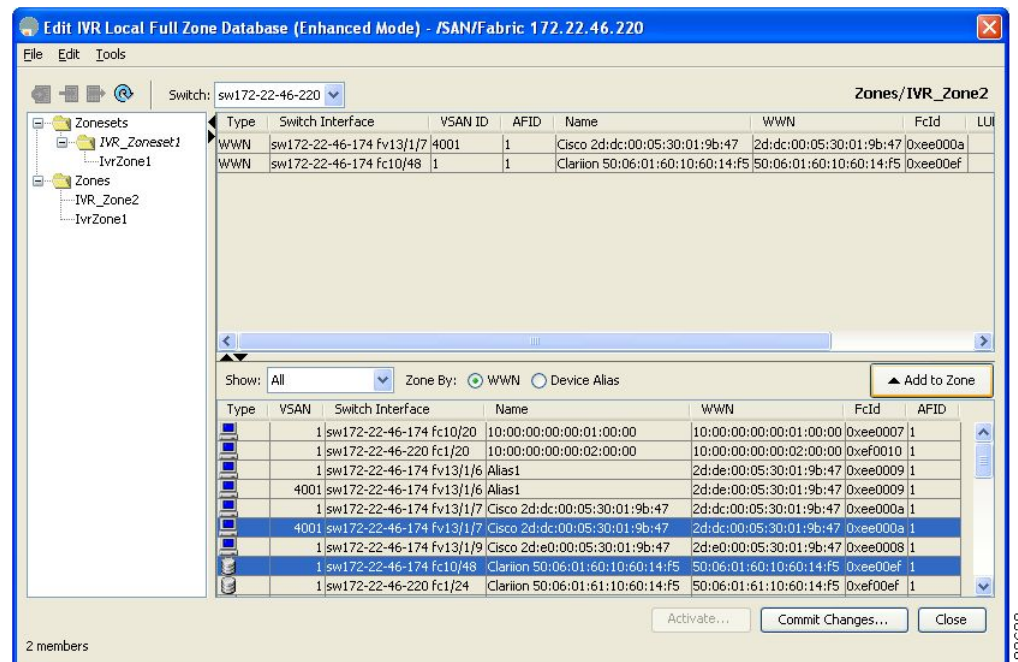 Edit IVR Local Full Zone Database (Enhanced Mode) - /SAN/Fabric 172.22.46.220
File Edit Tools
Switch: sw172-22-46-220 Zones/IVR_Zone2
Zonesets
IVR_Zoneset1
IvrZone1
Zones
IVR_Zone2
IvrZone1
Type Switch Interface VSAN ID AFID Name WWN FcId LU
WWN sw172-22-46-174 fv13/1/7 4001 1 Cisco 2d:dc:00:05:30:01:9b:47 2d:dc:00:05:30:01:9b:47 0xee000a
WWN sw172-22-46-174 fc10/48 1 1 Clariion 50:06:01:60:10:60:14:f5 50:06:01:60:10:60:14:f5 0xee00ef
Show: All Zone By: WWN Device Alias Add to Zone
Type VSAN Switch Interface Name WWN FcId AFID
1 sw172-22-46-174 fc10/20 10:00:00:00:00:01:00:00 10:00:00:00:00:01:00:00 0xee0007 1
1 sw172-22-46-220 fc1/20 10:00:00:00:00:02:00:00 10:00:00:00:00:02:00:00 0xef0010 1
1 sw172-22-46-174 fv13/1/6 Alias1 2d:de:00:05:30:01:9b:47 0xee0009 1
4001 sw172-22-46-174 fv13/1/6 Alias1 2d:de:00:05:30:01:9b:47 0xee0009 1
1 sw172-22-46-174 fv13/1/7 Cisco 2d:dc:00:05:30:01:9b:47 2d:dc:00:05:30:01:9b:47 0xee000a 1
4001 sw172-22-46-174 fv13/1/7 Cisco 2d:dc:00:05:30:01:9b:47 2d:dc:00:05:30:01:9b:47 0xee000a 1
1 sw172-22-46-174 fv13/1/9 Cisco 2d:e0:00:05:30:01:9b:47 2d:e0:00:05:30:01:9b:47 0xee0008 1
1 sw172-22-46-174 fc10/48 Clariion 50:06:01:60:10:60:14:f5 50:06:01:60:10:60:14:f5 0xee00ef 1
1 sw172-22-46-220 fc1/24 Clariion 50:06:01:61:10:60:14:f5 50:06:01:61:10:60:14:f5 0xef00ef 1
Activate... Commit Changes... Close
2 members